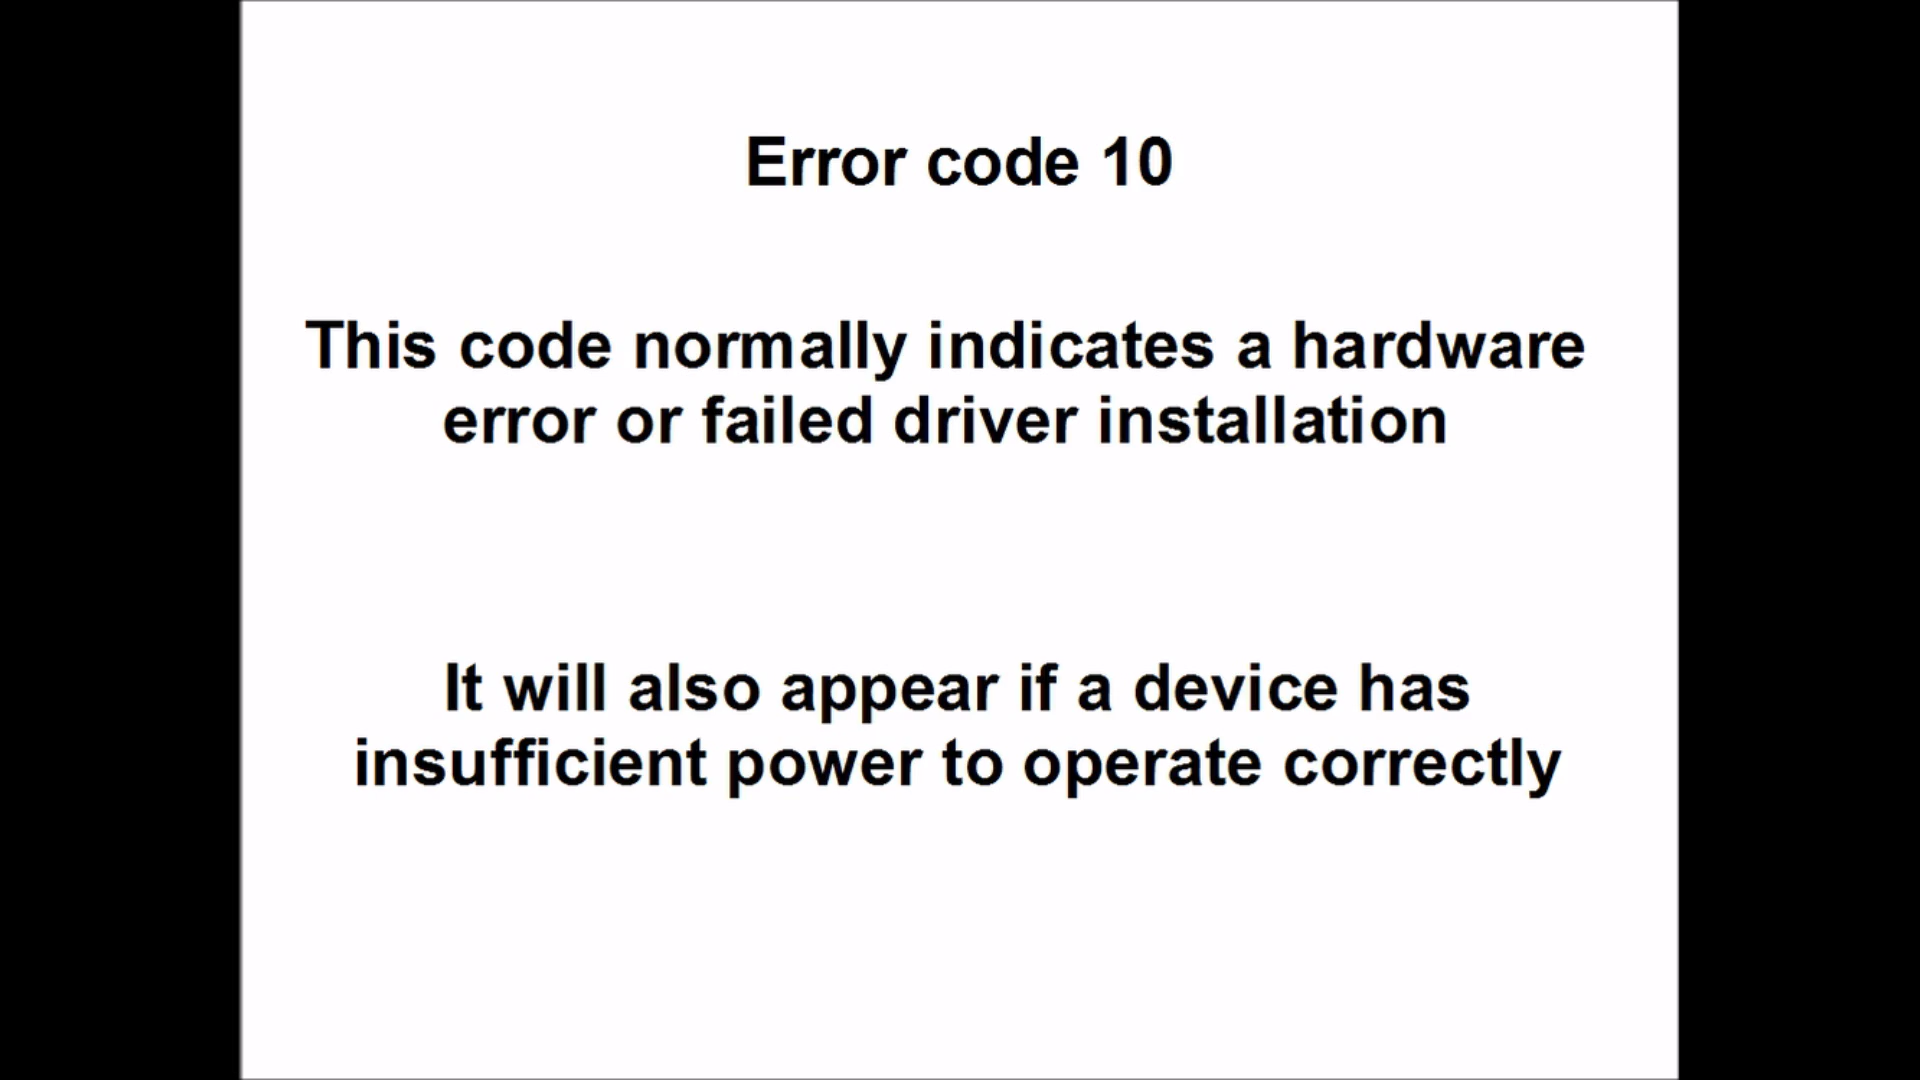 Error code 10
This code normally indicates a hardware
error or failed driver installation
It will also appear if a device has
insufficient power to operate correctly